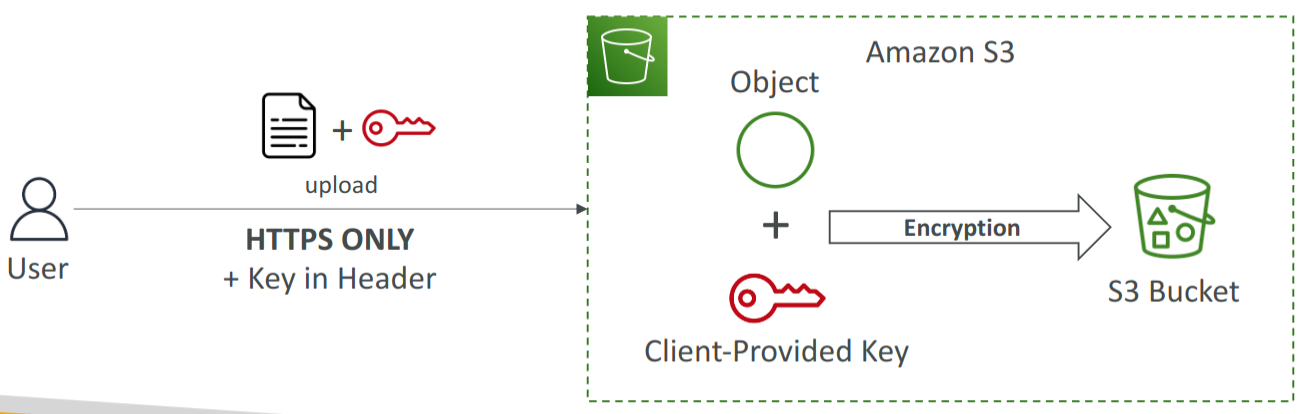 Amazon S3
Object
+
upload
HTTPS ONLY
+ Key in Header
User
+
Encryption
S3 Bucket
Client-Provided Key